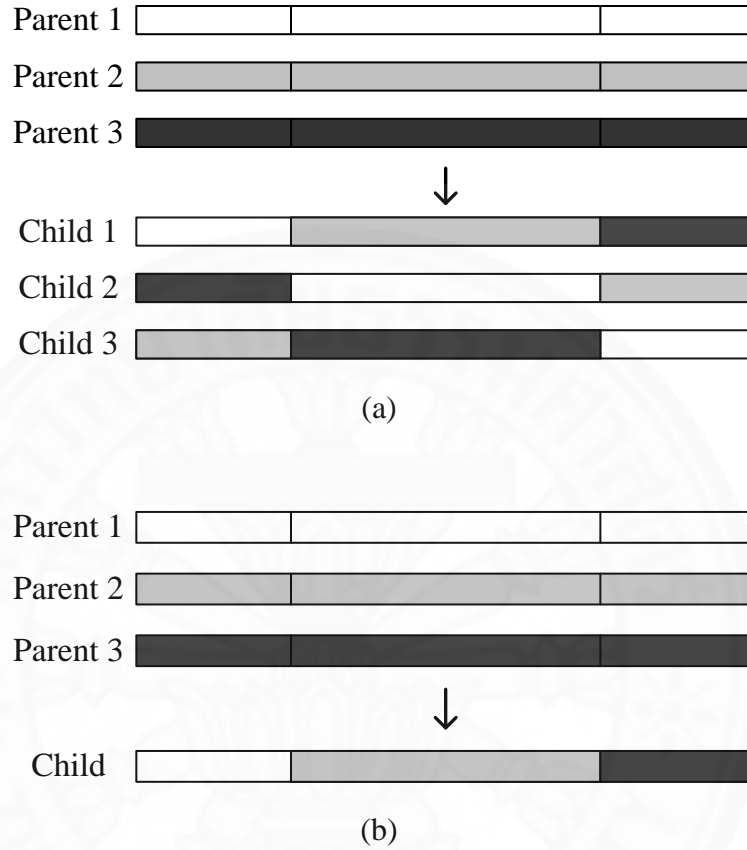 Parent 1
Parent 2
Parent 3
Child 1
Child 2
Child 3
(a)
Parent 1
Parent 2
Parent 3
Child
(b)